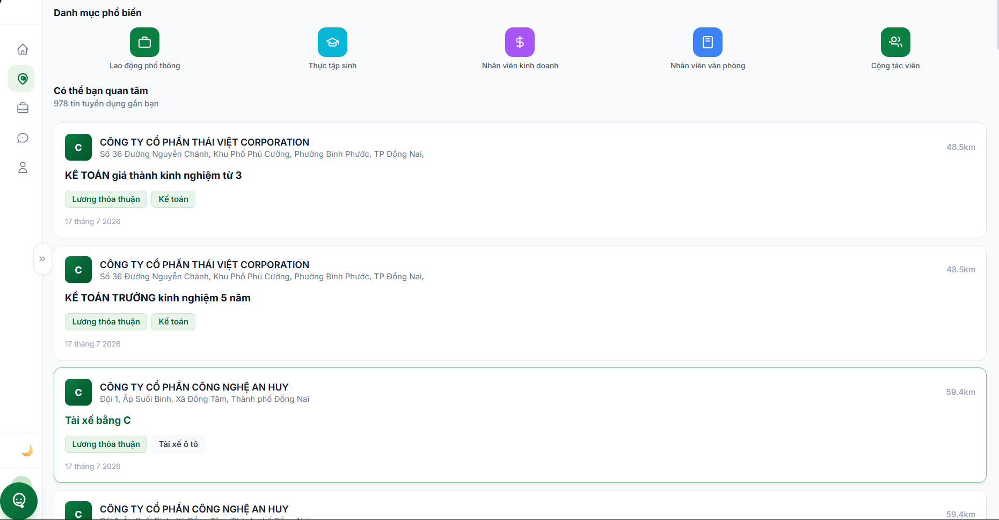 Danh mục phổ biến
Lao động phổ thông
Thực tập sinh
Nhân viên kinh doanh
Nhân viên văn phòng
Cộng tác viên
Có thể bạn quan tâm
978 tin tuyển dụng gần bạn
C
CÔNG TY CỔ PHẦN THÁI VIỆT CORPORATION
Số 36 Đường Nguyễn Chánh, Khu Phố Phú Cường, Phường Bình Phước, TP Đồng Nai,
48.5km
KẾ TOÁN giá thành kinh nghiệm từ 3
Lương thỏa thuận
Kế toán
17 tháng 7 2026
C
CÔNG TY CỔ PHẦN THÁI VIỆT CORPORATION
Số 36 Đường Nguyễn Chánh, Khu Phố Phú Cường, Phường Bình Phước, TP Đồng Nai,
48.5km
KẾ TOÁN TRƯỞNG kinh nghiệm 5 năm
Lương thỏa thuận
Kế toán
17 tháng 7 2026
C
CÔNG TY CỔ PHẦN CÔNG NGHỆ AN HUY
Đội 1, Ấp Suối Binh, Xã Đồng Tâm, Thành phố Đồng Nai
59.4km
Tài xế bằng C
Lương thỏa thuận
Tài xế ô tô
17 tháng 7 2026
C
CÔNG TY CỔ PHẦN CÔNG NGHỆ AN HUY
59.4km